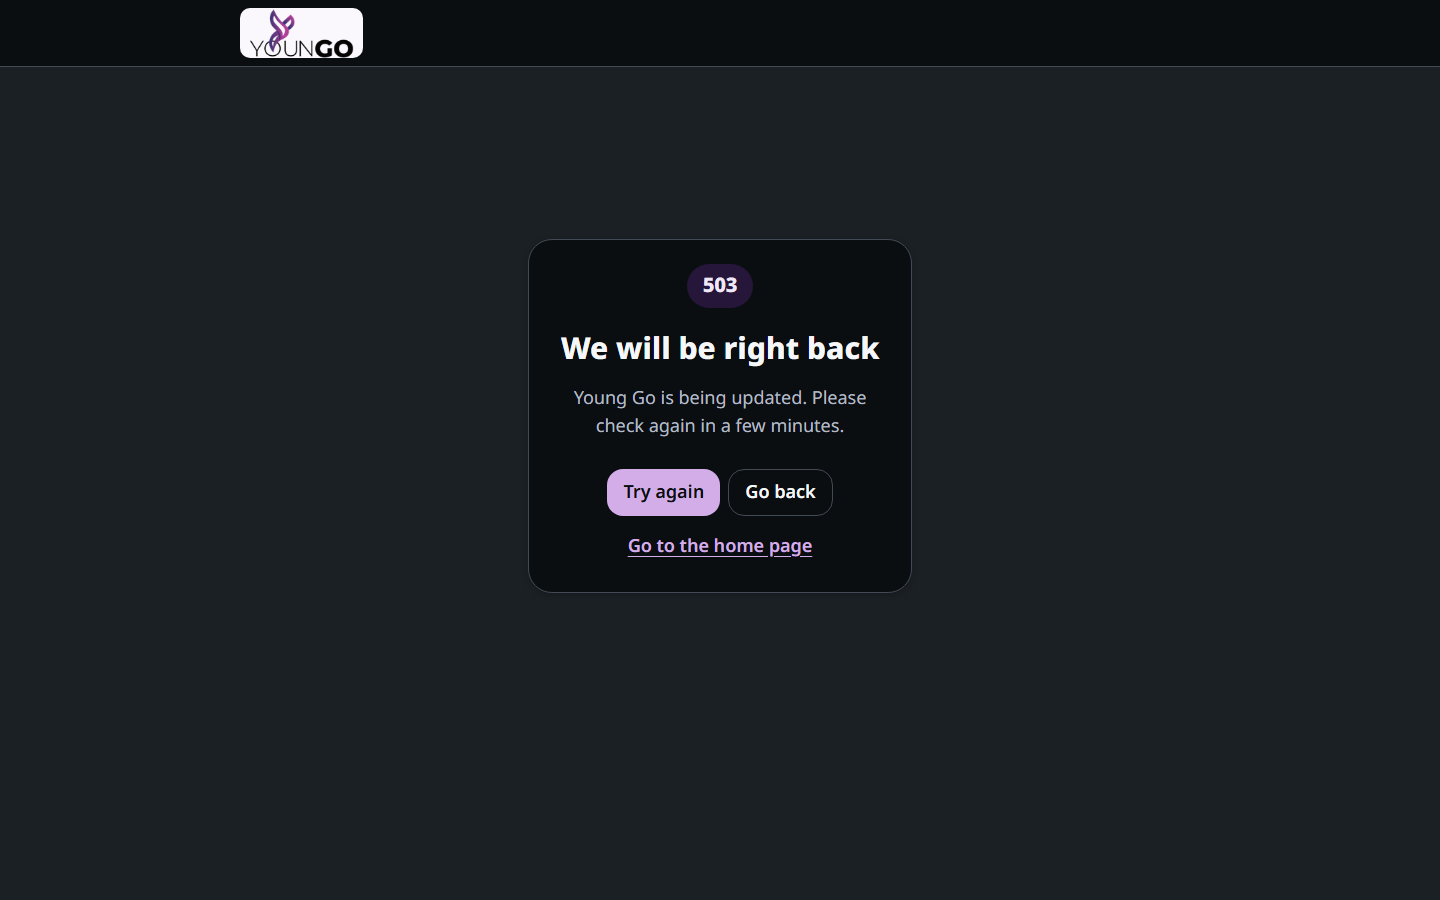 YOUNGO
503
We will be right back
Young Go is being updated. Please
check again in a few minutes.
Try again
Go back
Go to the home page